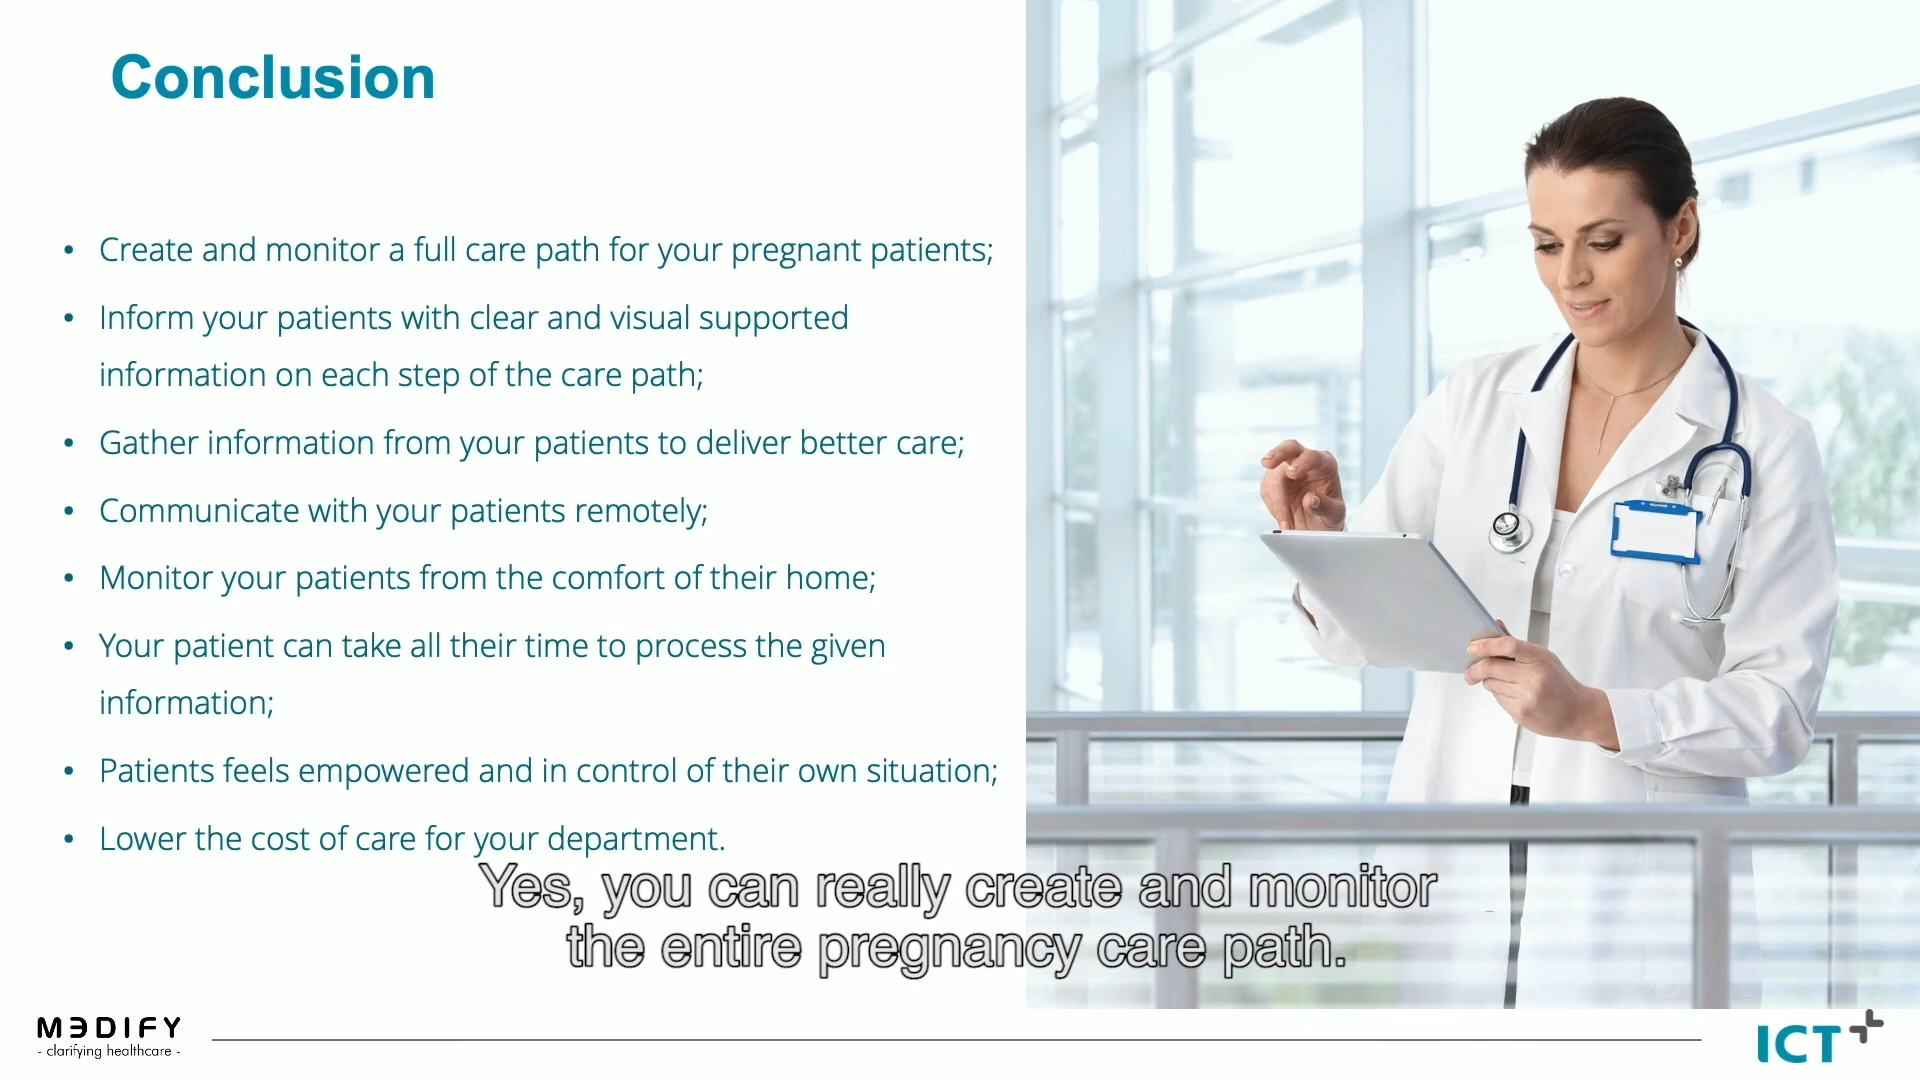 Conclusion
• Create and monitor a full care path for your pregnant patients;
• Inform your patients with clear and visual supported
information on each step of the care path;
• Gather information from your patients to deliver better care;
• Communicate with your patients remotely;
• Monitor your patients from the comfort of their home;
• Your patient can take all their time to process the given
information;
• Patients feels empowered and in control of their own situation;
• Lower the cost of care for your department.
Yes, you can really create and monitor
the entire pregnancy care path.
MEDIFY
- clarifying healthcare -
ICT+